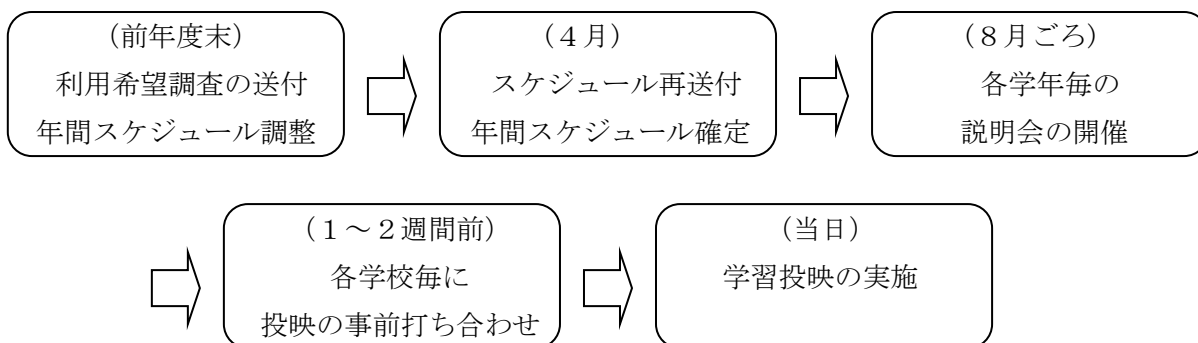 (前年度末)
利用希望調査の送付
年間スケジュール調整
(4月)
スケジュール再送付
年間スケジュール確定
(8月ごろ)
各学年毎の
説明会の開催
(1~2週間前)
各学校毎に
投映の事前打ち合わせ
(当日)
学習投映の実施